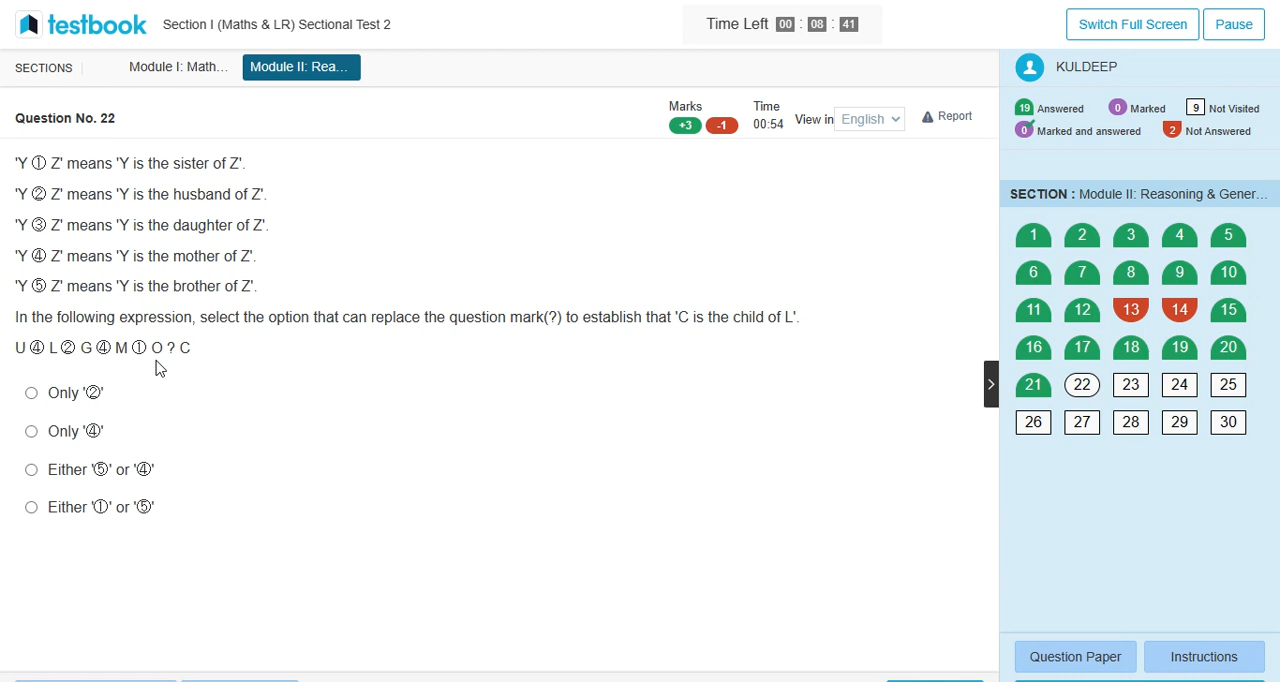 testbook Section I (Maths & LR) Sectional Test 2 Time Left 00 : 08 : 41 Switch Full Screen Pause
SECTIONS Module I: Math... Module II: Rea... KULDEEP
Question No. 22 Marks +3 -1 Time 00:54 View in English Report
19 Answered 0 Marked 9 Not Visited
0 Marked and answered 2 Not Answered
'Y ① Z' means 'Y is the sister of Z'.
'Y ② Z' means 'Y is the husband of Z'.
'Y ③ Z' means 'Y is the daughter of Z'.
'Y ④ Z' means 'Y is the mother of Z'.
'Y ⑤ Z' means 'Y is the brother of Z'.
In the following expression, select the option that can replace the question mark(?) to establish that 'C is the child of L'.
U ④ L ② G ④ M ① O ? C
Only '②'
Only '④'
Either '⑤' or '④'
Either '①' or '⑤'
SECTION : Module II: Reasoning & Gener...
1 2 3 4 5
6 7 8 9 10
11 12 13 14 15
16 17 18 19 20
21 22 23 24 25
26 27 28 29 30
Question Paper Instructions